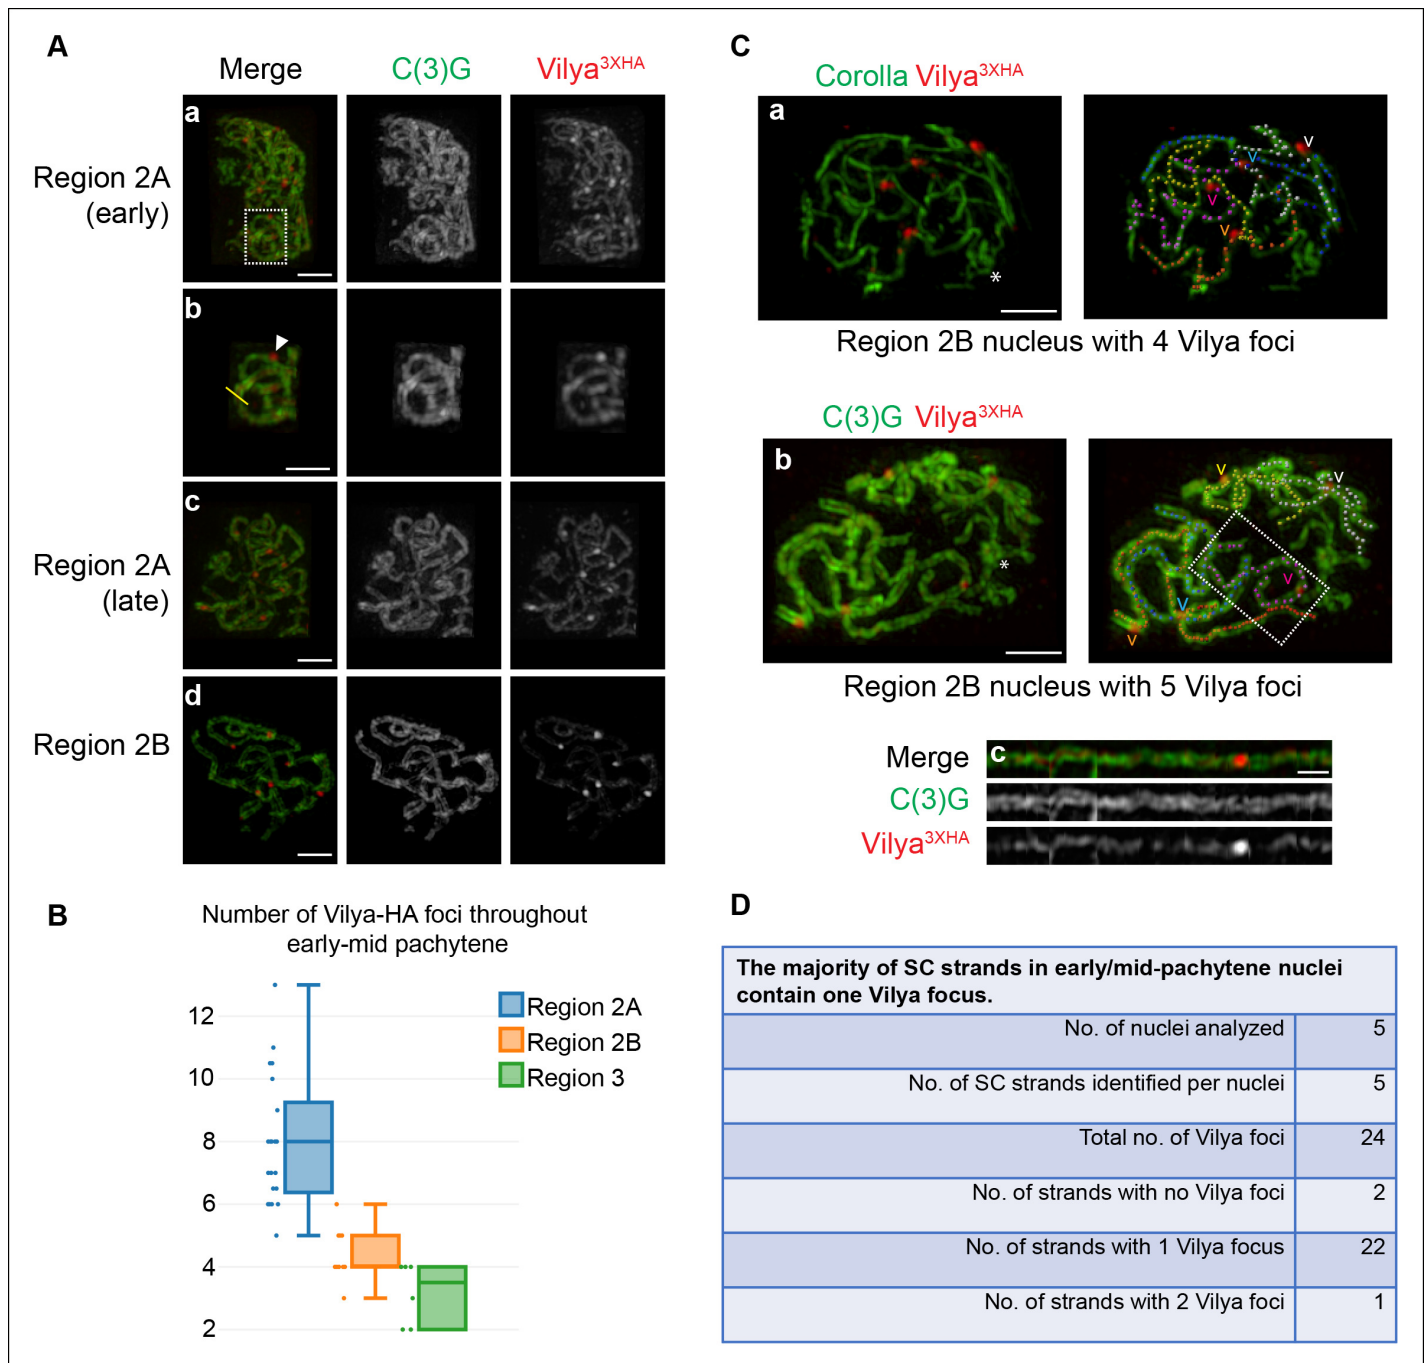 A
Merge C(3)G Vilya3XHA
a
Region 2A
(early)
b
c
Region 2A
(late)
d
Region 2B
B
Number of Vilya-HA foci throughout
early-mid pachytene
12
10
8
6
4
2
Region 2A
Region 2B
Region 3
C
Corolla Vilya3XHA
a
*
v
v
v
v
Region 2B nucleus with 4 Vilya foci
C(3)G Vilya3XHA
b
*
v
v
v
v
v
Region 2B nucleus with 5 Vilya foci
Merge
c
C(3)G
Vilya3XHA
D
The majority of SC strands in early/mid-pachytene nuclei
contain one Vilya focus.
No. of nuclei analyzed 5
No. of SC strands identified per nuclei 5
Total no. of Vilya foci 24
No. of strands with no Vilya foci 2
No. of strands with 1 Vilya focus 22
No. of strands with 2 Vilya foci 1